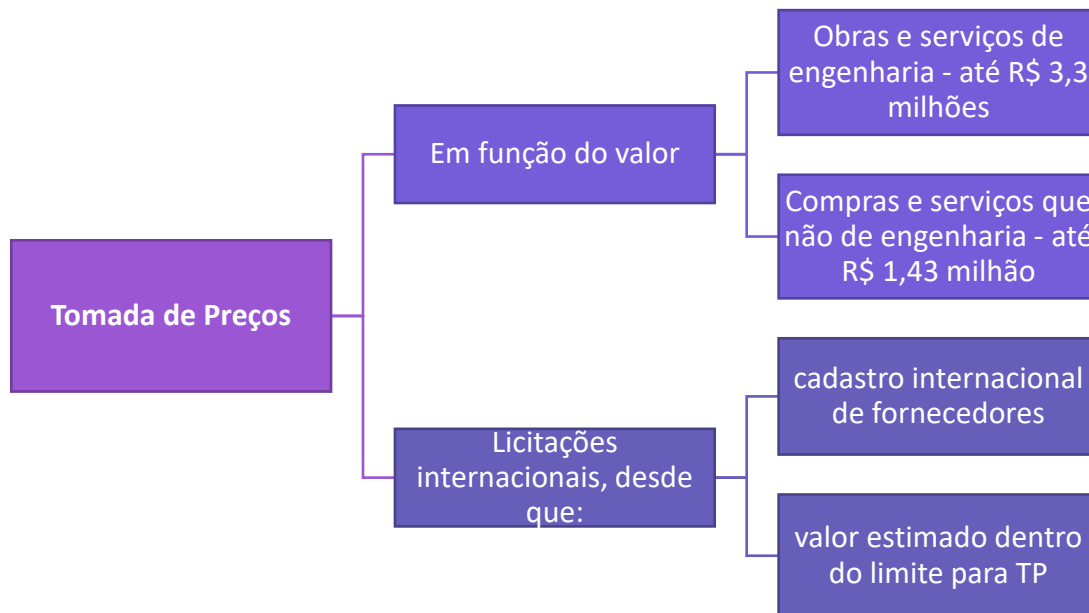 Obras e serviços de
engenharia - até R$ 3,3
milhões
Em função do valor
Compras e serviços que
não de engenharia - até
R$ 1,43 milhão
Tomada de Preços
cadastro internacional
de fornecedores
Licitações
internacionais, desde
que:
valor estimado dentro
do limite para TP